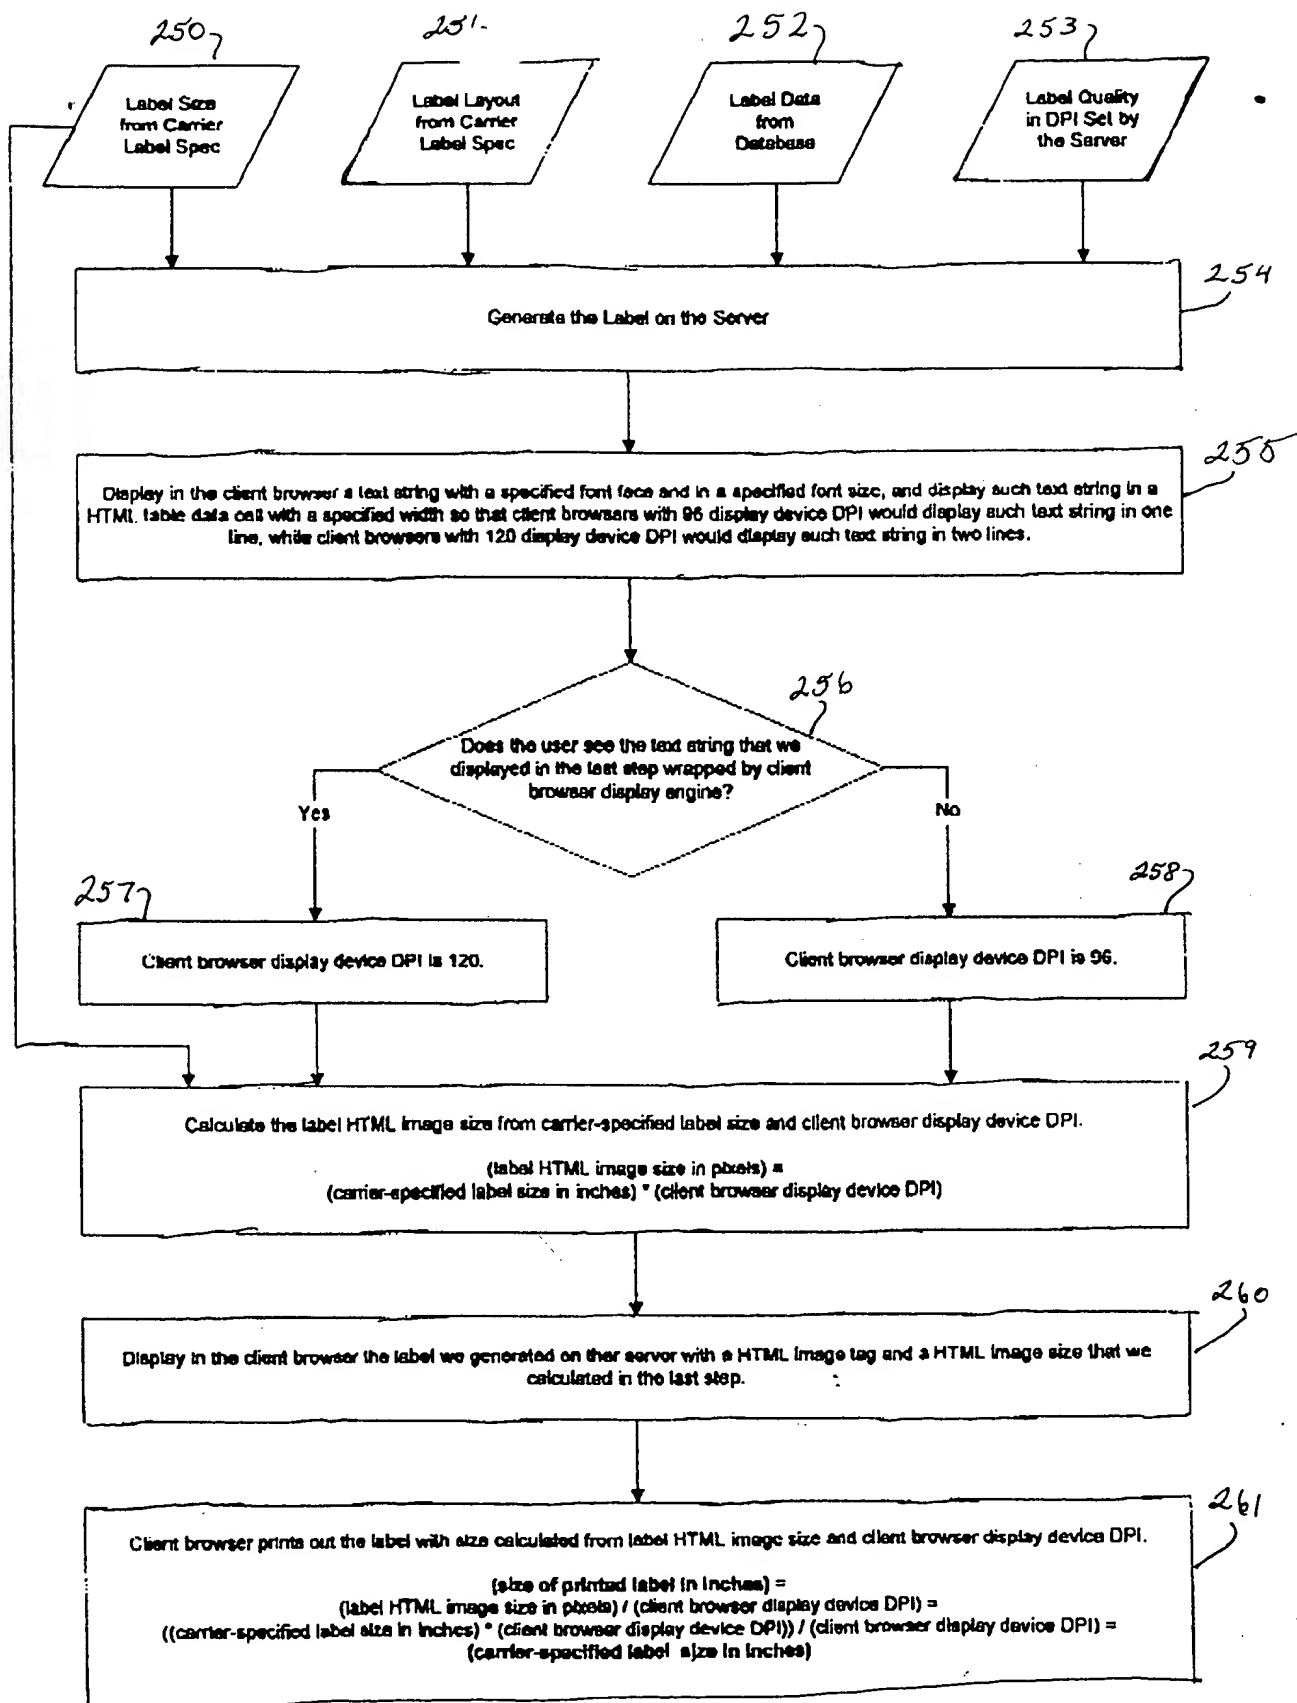 250
251
252
253
Label Size
from Carrier
Label Spec
Label Layout
from Carrier
Label Spec
Label Data
from
Database
Label Quality
in DPI Set by
the Server
254
Generate the Label on the Server
255
Display in the client browser a text string with a specified font face and in a specified font size, and display such text string in a
HTML table data cell with a specified width so that client browsers with 96 display device DPI would display such text string in one
line, while client browsers with 120 display device DPI would display such text string in two lines.
256
Does the user see the text string that we
displayed in the last step wrapped by client
browser display engine?
Yes
No
257
258
Client browser display device DPI is 120.
Client browser display device DPI is 96.
259
Calculate the label HTML image size from carrier-specified label size and client browser display device DPI.
(label HTML image size in pixels) =
(carrier-specified label size in inches) * (client browser display device DPI)
260
Display in the client browser the label we generated on ther server with a HTML image tag and a HTML image size that we
calculated in the last step.
261
Client browser prints out the label with size calculated from label HTML image size and client browser display device DPI.
(size of printed label in inches) =
(label HTML image size in pixels) / (client browser display device DPI) =
((carrier-specified label size in inches) * (client browser display device DPI)) / (client browser display device DPI) =
(carrier-specified label size in inches)